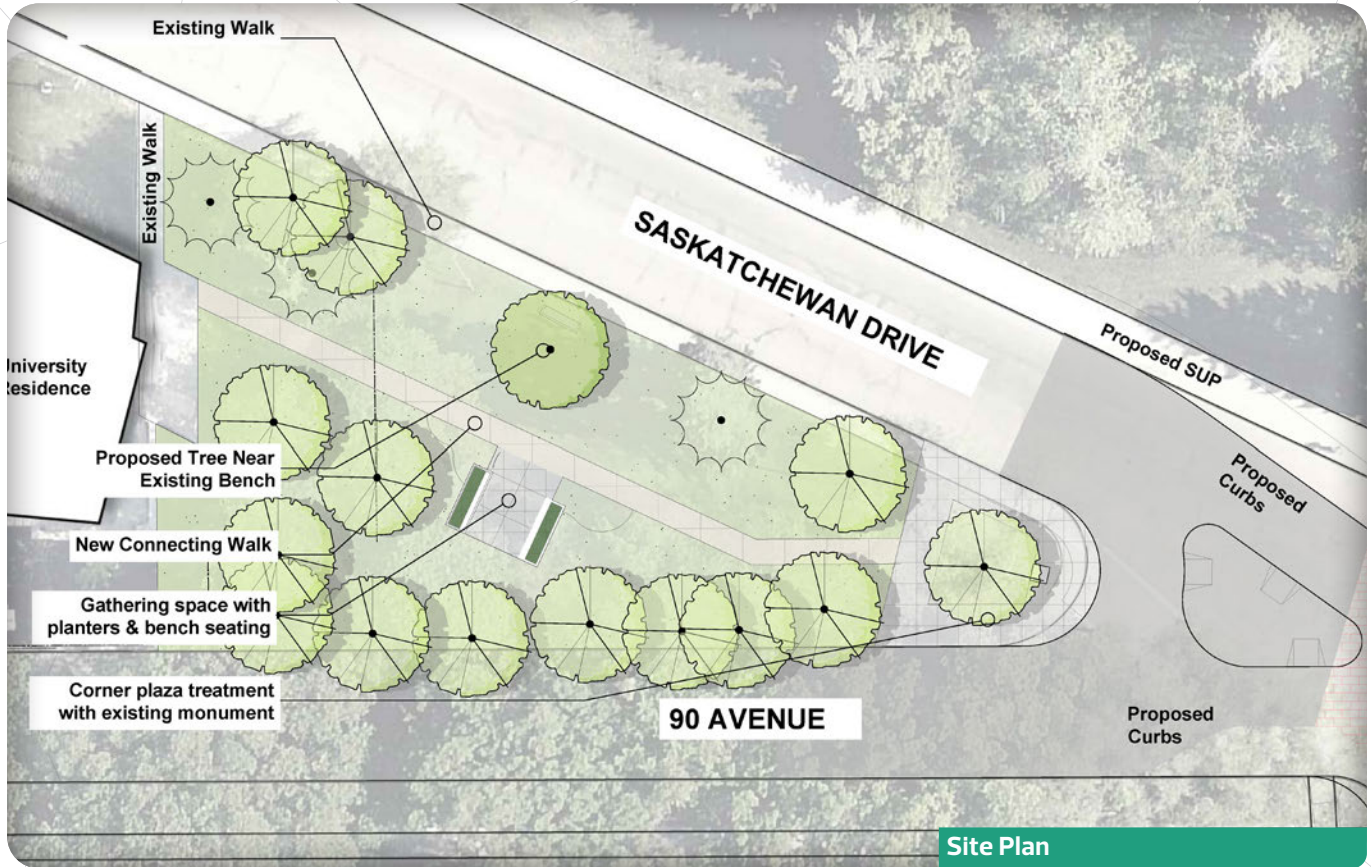 Existing Walk
Existing Walk
SASKATCHEWAN DRIVE
Proposed SUP
Proposed
Curbs
University
Residence
Proposed Tree Near
Existing Bench
New Connecting Walk
Gathering space with
planters & bench seating
Corner plaza treatment
with existing monument
90 AVENUE
Proposed
Curbs
Site Plan